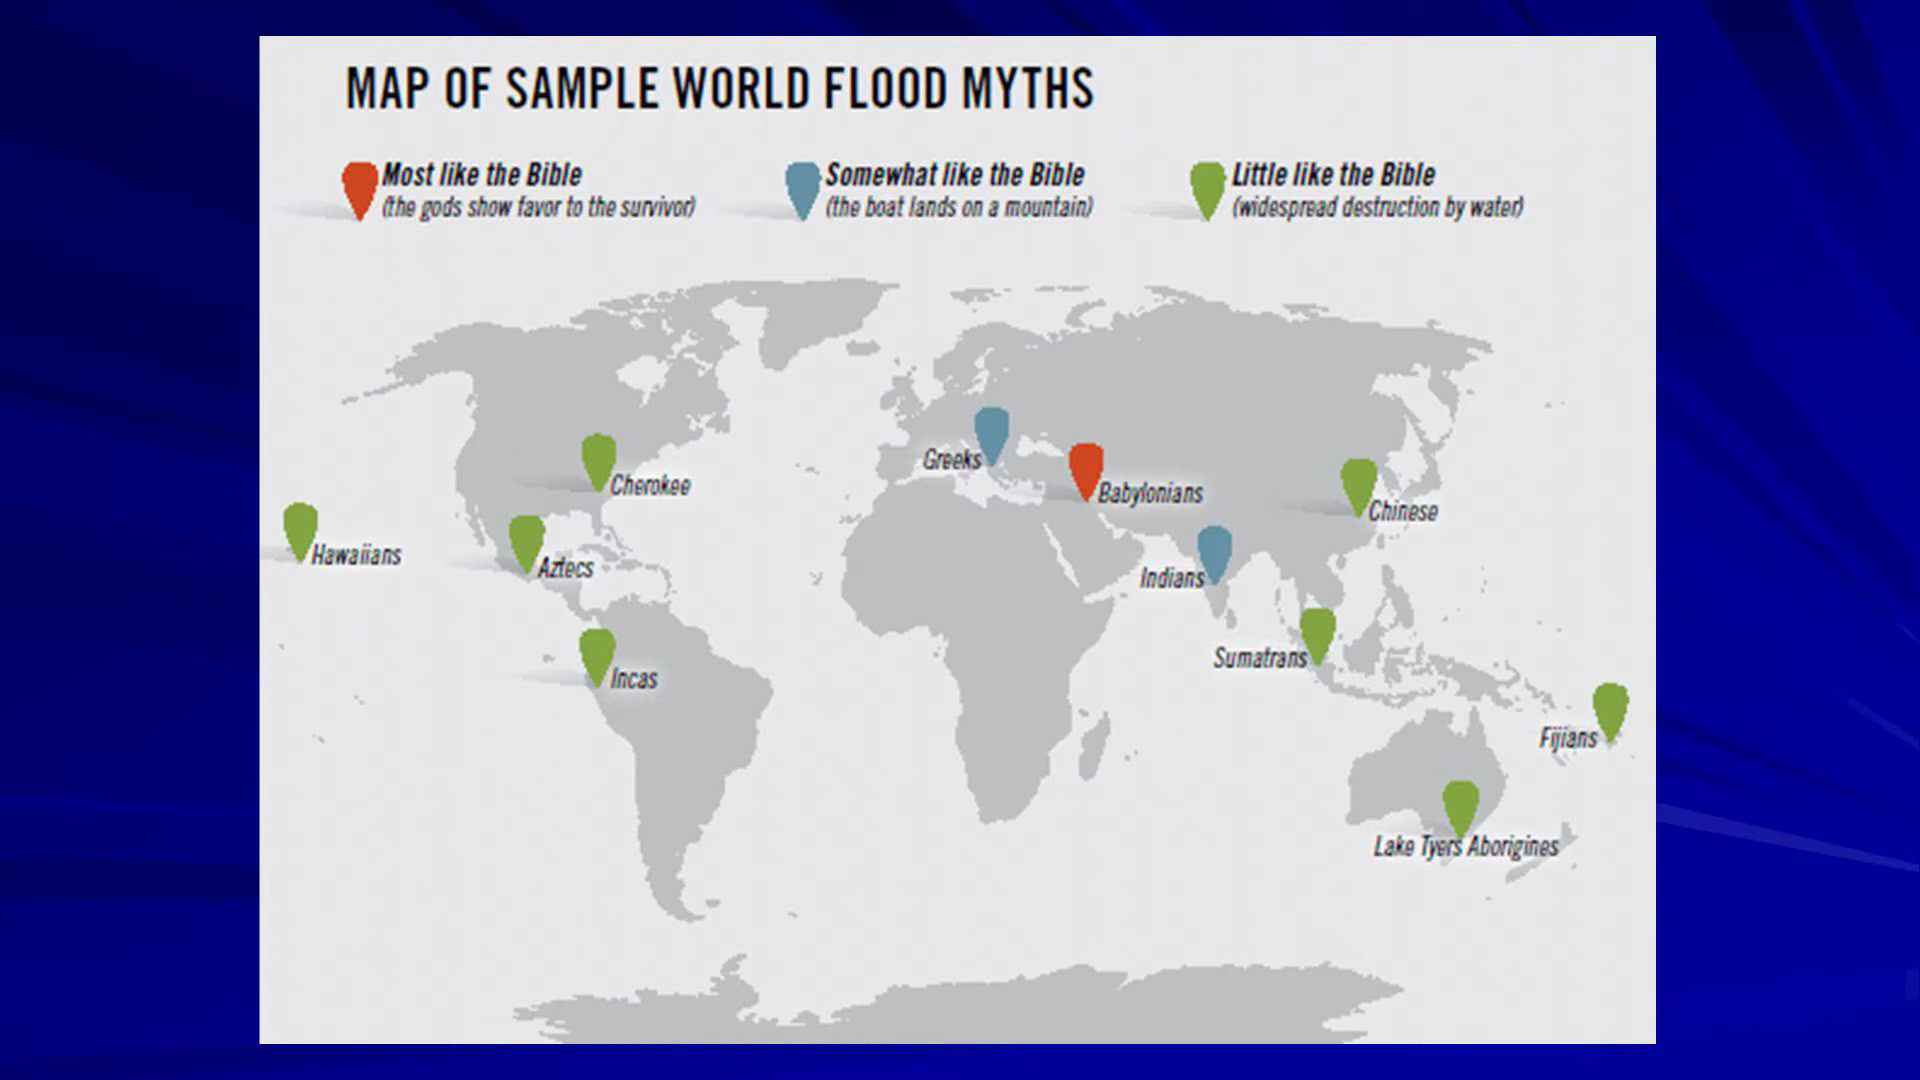 MAP OF SAMPLE WORLD FLOOD MYTHS
Most like the Bible
(the gods show favor to the survivor)
Somewhat like the Bible
(the boat lands on a mountain)
Little like the Bible
(widespread destruction by water)
Greeks
Cherokee
Babylonians
Chinese
Hawaiians
Aztecs
Indians
Sumatrans
Incas
Fijians
Lake Tyers Aborigines